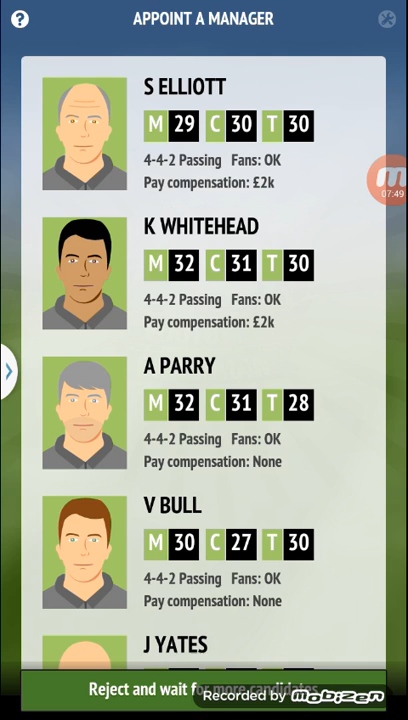 ?
APPOINT A MANAGER
S ELLIOTT
M 29 C 30 T 30
4-4-2 Passing Fans: OK
Pay compensation: £2k
07:49
K WHITEHEAD
M 32 C 31 T 30
4-4-2 Passing Fans: OK
Pay compensation: £2k
A PARRY
M 32 C 31 T 28
4-4-2 Passing Fans: OK
Pay compensation: None
V BULL
M 30 C 27 T 30
4-4-2 Passing Fans: OK
Pay compensation: None
J YATES
Reject and wait for more candidates
Recorded by mobizen